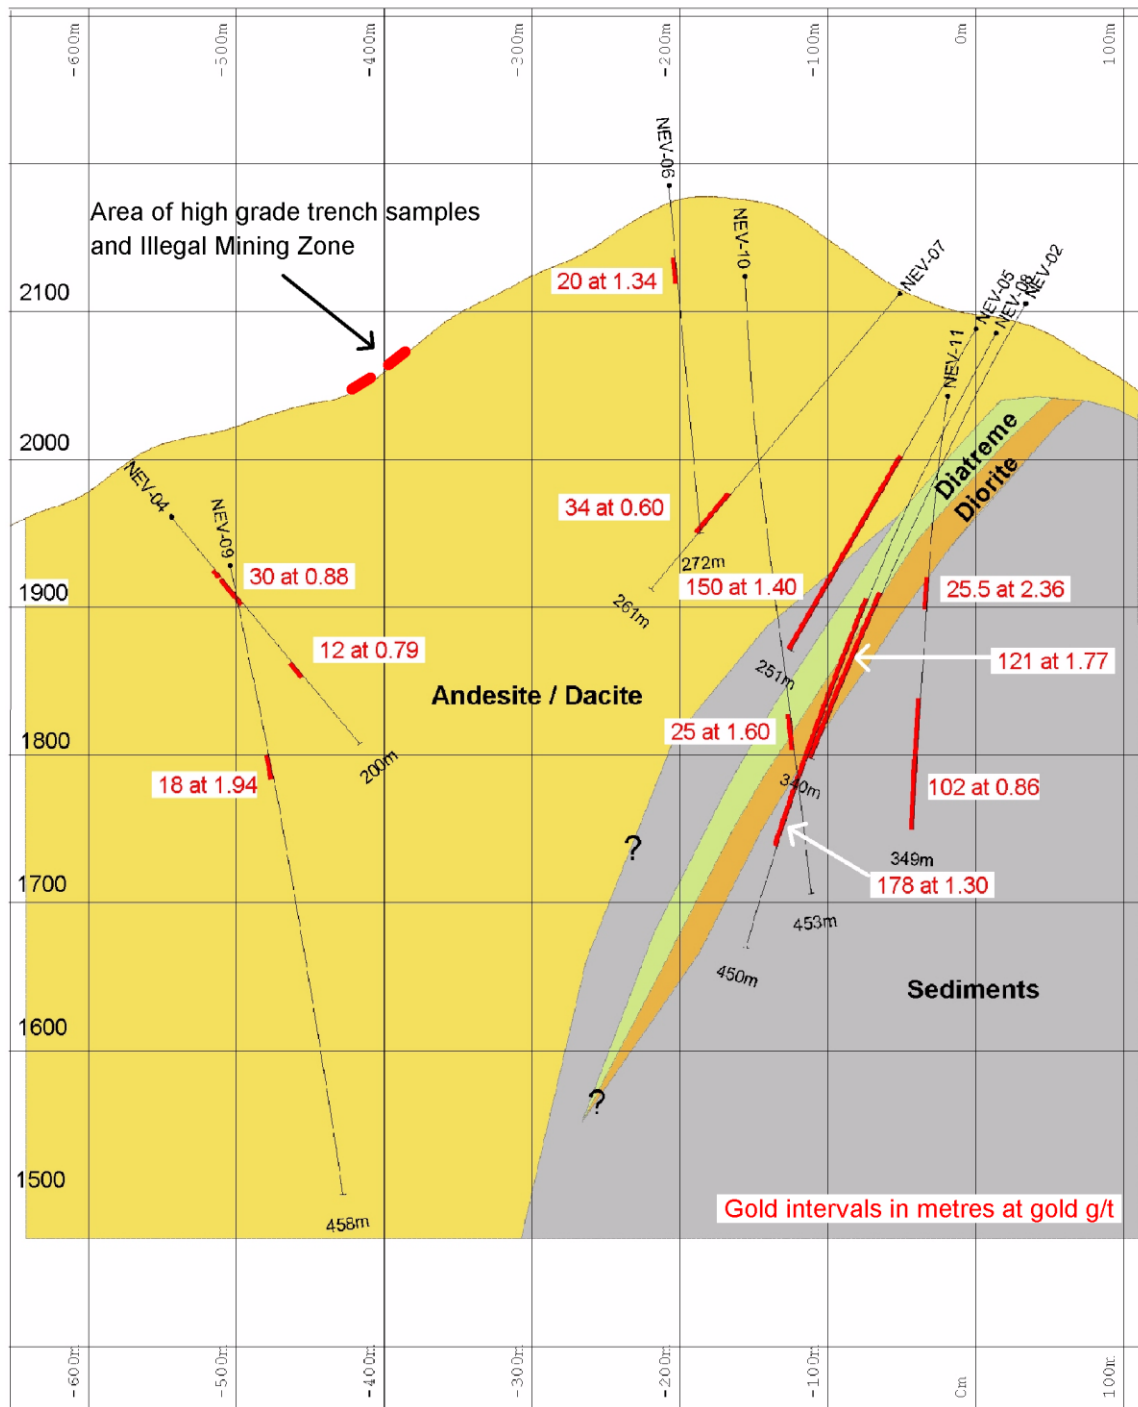 -600m
-500m
-400m
-300m
-200m
-100m
0m
100m
NEV-06
NEV-10
NEV-07
NEV-05
NEV-08
NEV-02
NEV-11
Area of high grade trench samples
and Illegal Mining Zone
20 at 1.34
2100
2000
Diatreme
Diorite
NEV-04
NEV-09
34 at 0.60
272m
261m
150 at 1.40
30 at 0.88
25.5 at 2.36
1900
12 at 0.79
121 at 1.77
251m
Andesite / Dacite
25 at 1.60
1800
200m
18 at 1.94
340m
102 at 0.86
?
349m
178 at 1.30
1700
453m
450m
Sediments
1600
?
1500
458m
Gold intervals in metres at gold g/t
-600m
-500m
-400m
-300m
-200m
-100m
Cm
100m